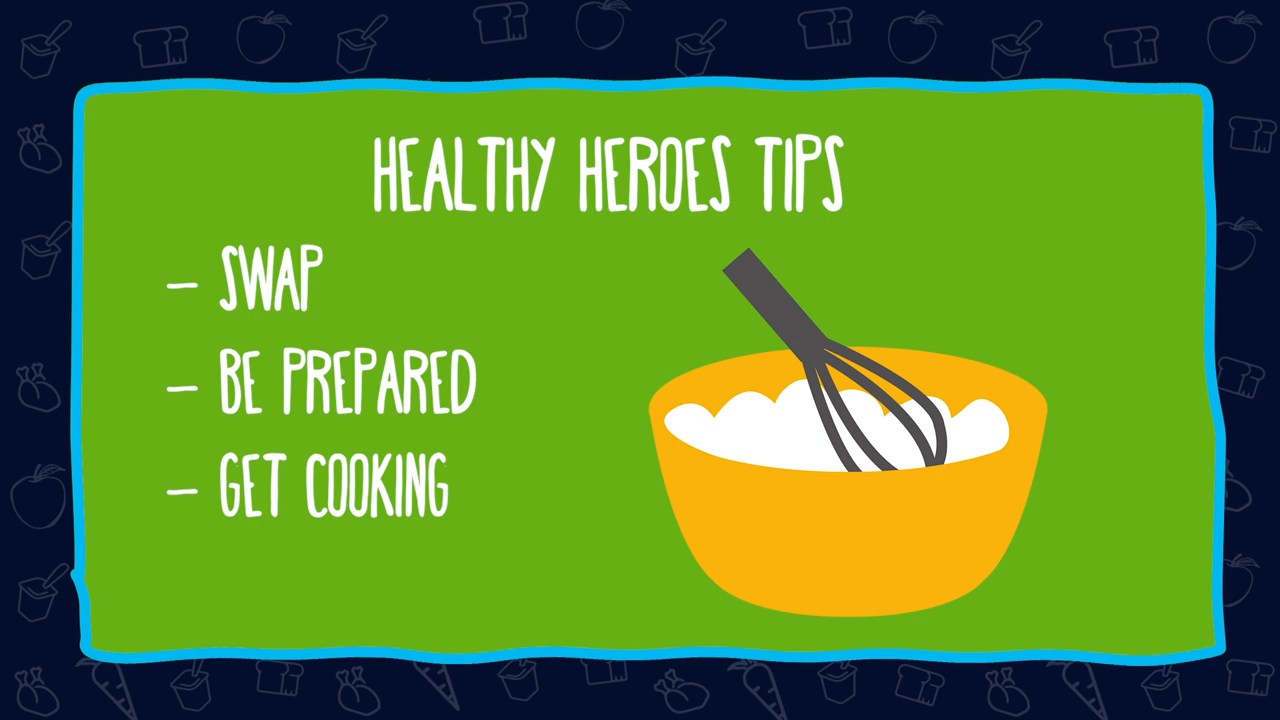 HEALTHY HEROES TIPS
– SWAP
– BE PREPARED
– GET COOKING